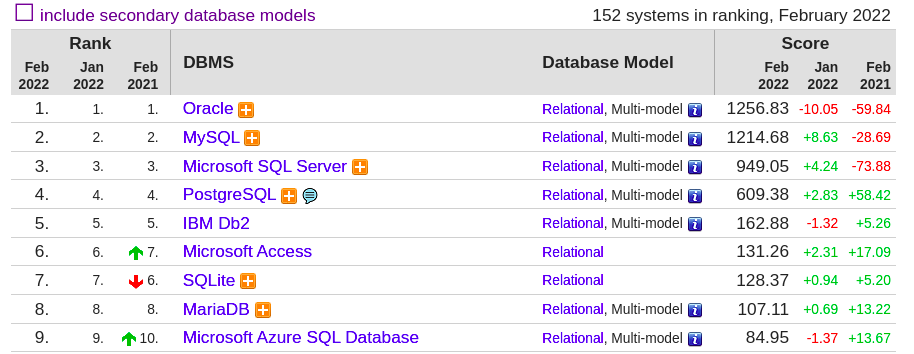 include secondary database models 152 systems in ranking, February 2022
Rank DBMS Database Model Score
Feb 2022 Jan 2022 Feb 2021 Feb 2022 Jan 2022 Feb 2021
1. 1. 1. Oracle Relational, Multi-model 1256.83 -10.05 -59.84
2. 2. 2. MySQL Relational, Multi-model 1214.68 +8.63 -28.69
3. 3. 3. Microsoft SQL Server Relational, Multi-model 949.05 +4.24 -73.88
4. 4. 4. PostgreSQL Relational, Multi-model 609.38 +2.83 +58.42
5. 5. 5. IBM Db2 Relational, Multi-model 162.88 -1.32 +5.26
6. 6. 7. Microsoft Access Relational 131.26 +2.31 +17.09
7. 7. 6. SQLite Relational 128.37 +0.94 +5.20
8. 8. 8. MariaDB Relational, Multi-model 107.11 +0.69 +13.22
9. 9. 10. Microsoft Azure SQL Database Relational, Multi-model 84.95 -1.37 +13.67